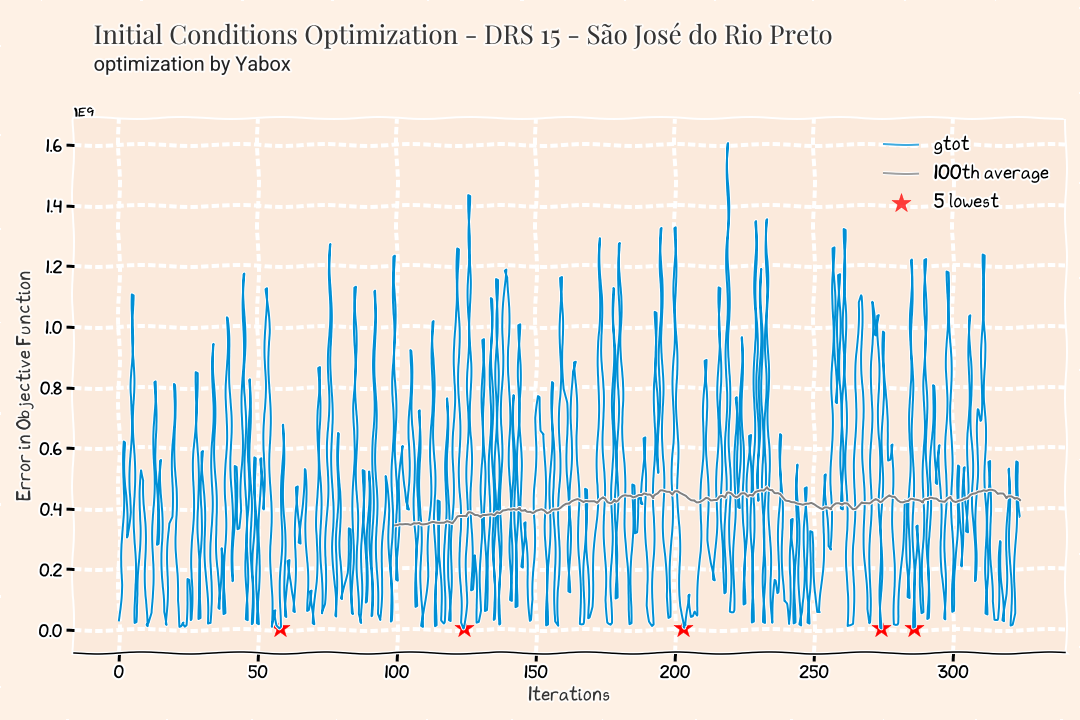 Initial Conditions Optimization - DRS 15 - São José do Rio Preto
optimization by Yabox
1E9
1.6
1.4
1.2
1.0
0.8
0.6
0.4
0.2
0.0
Error in Objective Function
gtot
100th average
5 lowest
0 50 100 150 200 250 300
Iterations